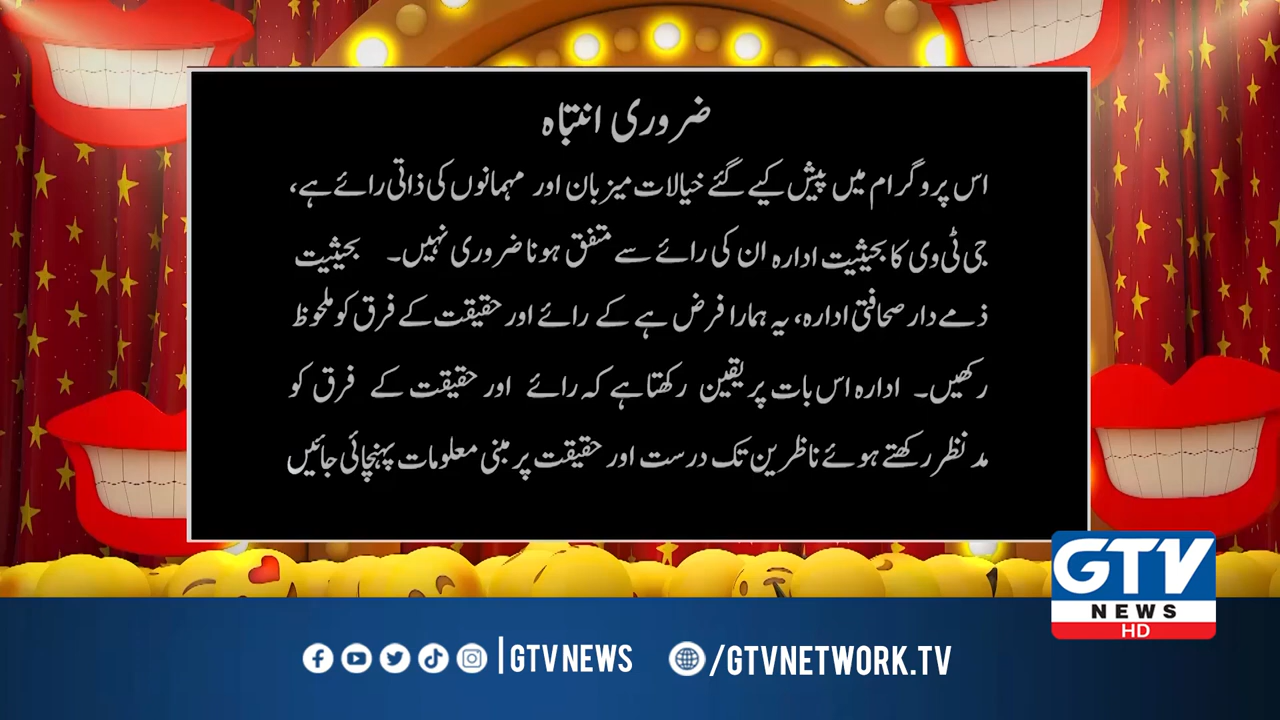 ضروری انتباہ
اس پروگرام میں پیش کیے گئے خیالات میزبان اور مہمانوں کی ذاتی رائے ہے،
جی ٹی وی کا بحیثیت ادارہ ان کی رائے سے متفق ہونا ضروری نہیں۔ بحیثیت
ذمے دار صحافتی ادارہ، یہ ہمارا فرض ہے کے رائے اور حقیقت کے فرق کو ملحوظ
رکھیں۔ ادارہ اس بات پر یقین رکھتا ہے کہ رائے اور حقیقت کے فرق کو
مد نظر رکھتے ہوئے ناظرین تک درست اور حقیقت پر مبنی معلومات پہنچائی جائیں
GTV
NEWS
HD
| GTV NEWS /GTVNETWORK.TV